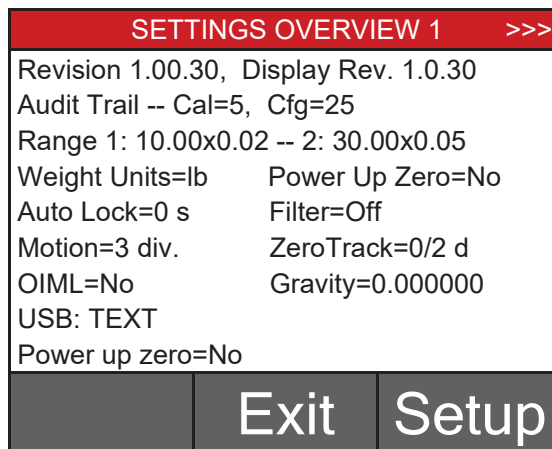 SETTINGS OVERVIEW 1 >>>
Revision 1.00.30, Display Rev. 1.0.30
Audit Trail -- Cal=5, Cfg=25
Range 1: 10.00x0.02 -- 2: 30.00x0.05
Weight Units=lb Power Up Zero=No
Auto Lock=0 s Filter=Off
Motion=3 div. ZeroTrack=0/2 d
OIML=No Gravity=0.000000
USB: TEXT
Power up zero=No
Exit Setup